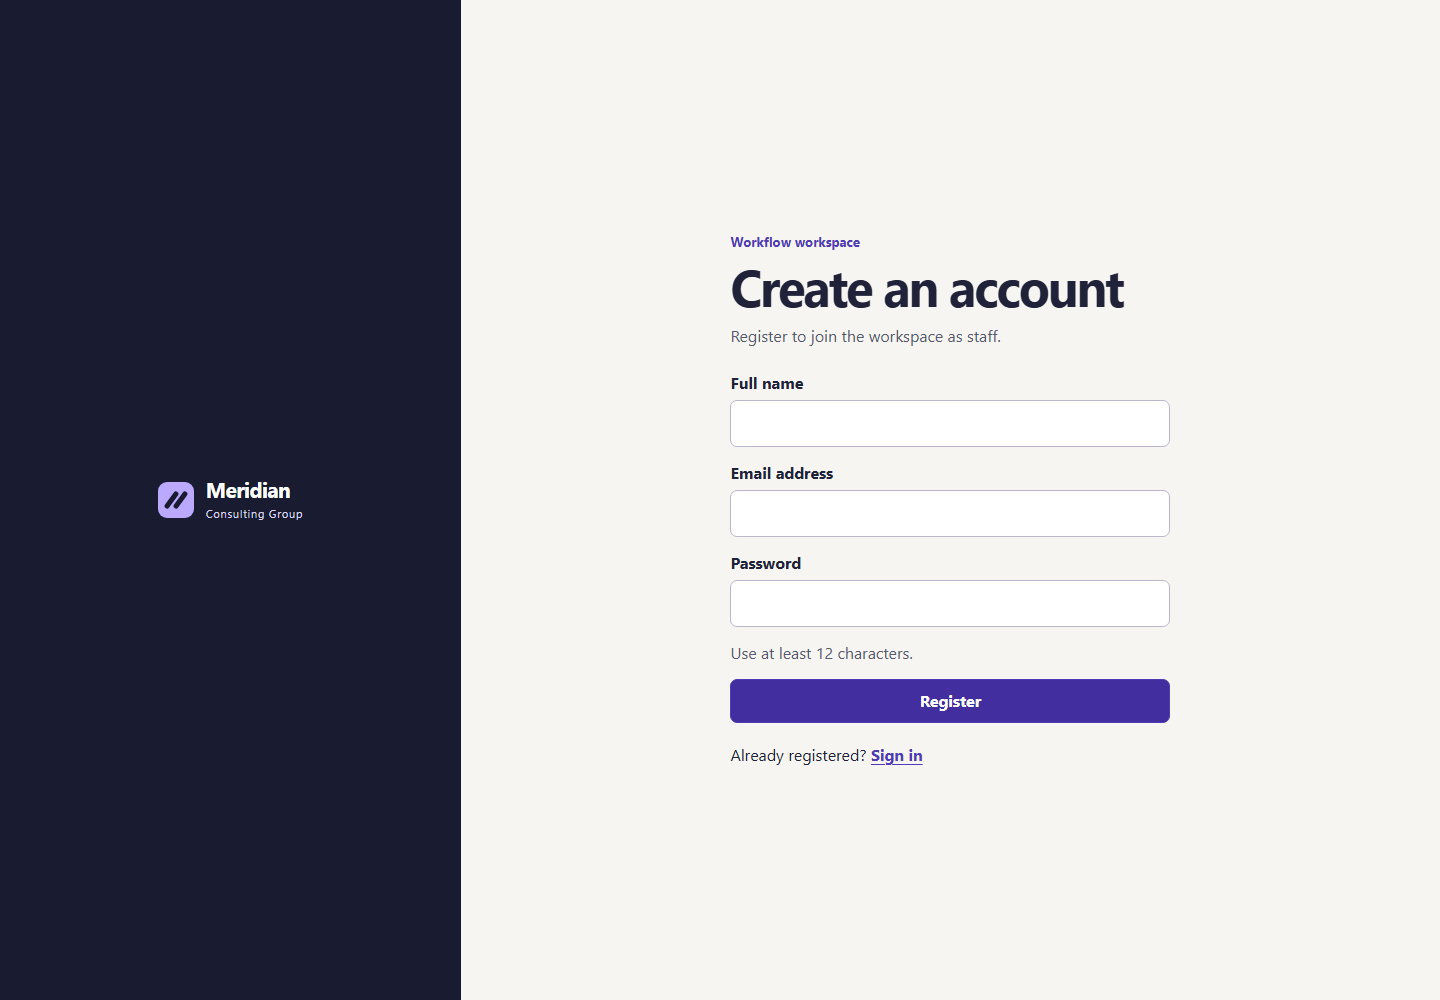 Meridian
Consulting Group
Workflow workspace
Create an account
Register to join the workspace as staff.
Full name
Email address
Password
Use at least 12 characters.
Register
Already registered? Sign in